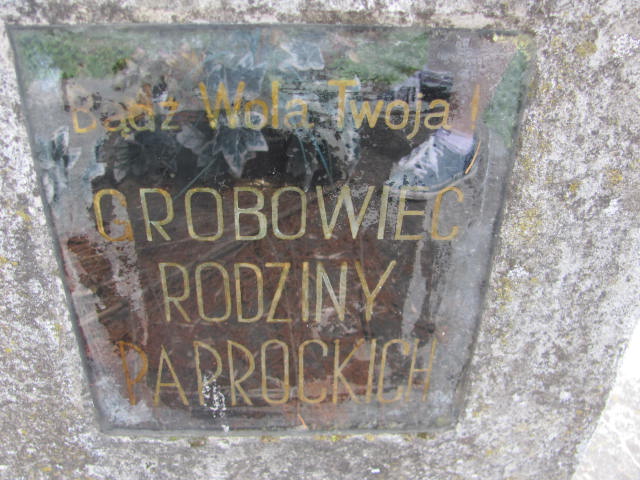 Bądź Wola Twoja!
GROBOWIEC
RODZINY
PAPROCKICH